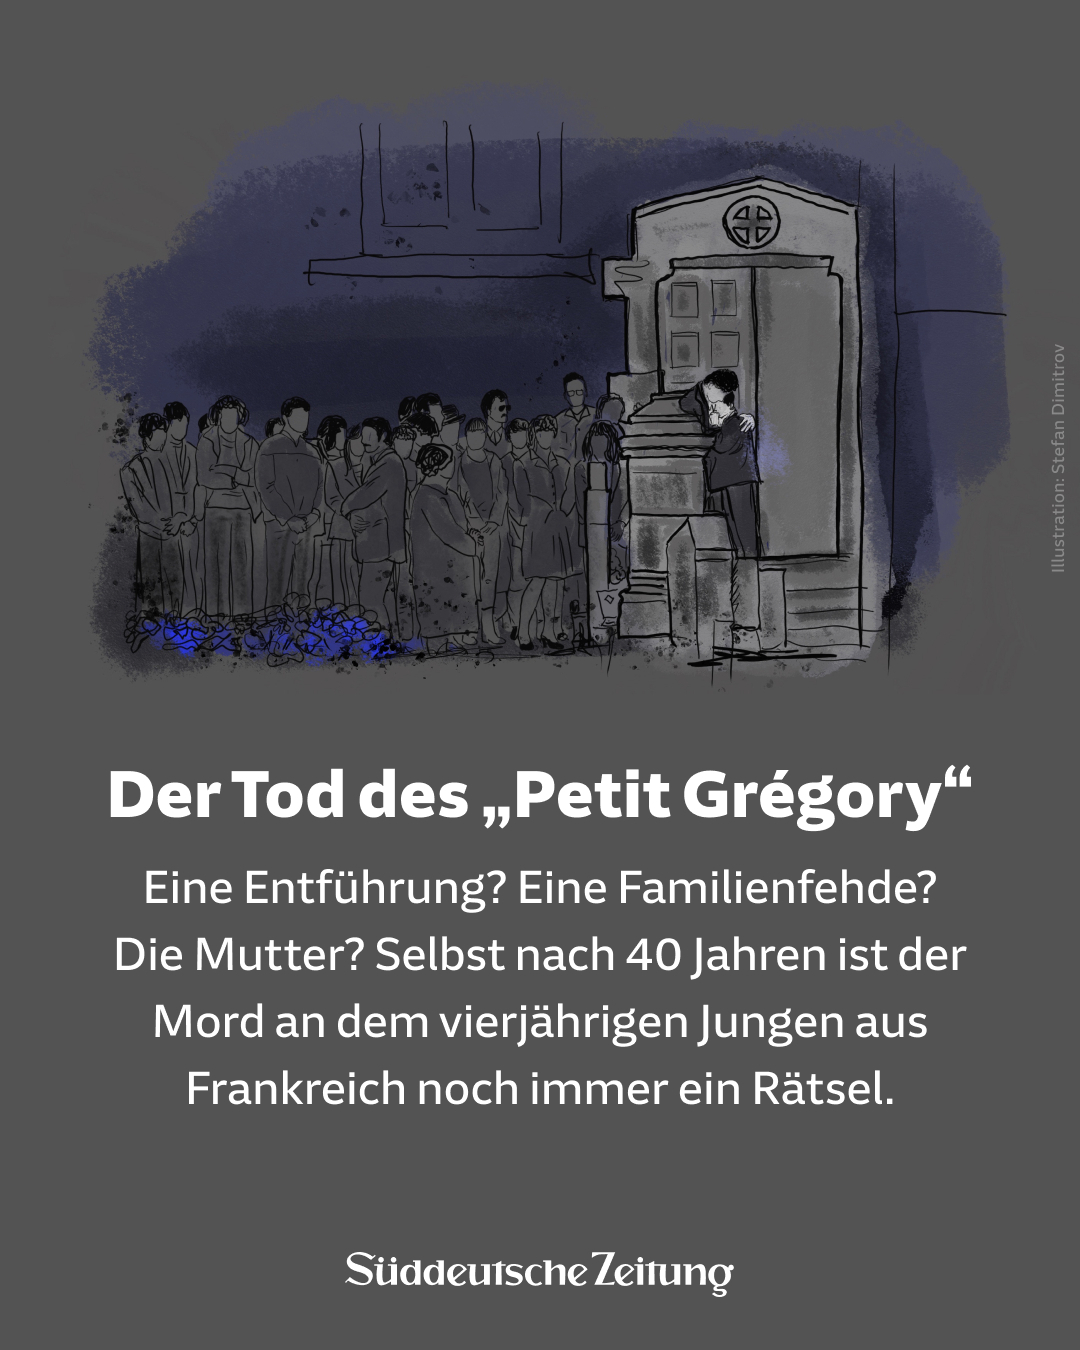 Illustration: Stefan Dimitrov
Der Tod des „Petit Grégory“
Eine Entführung? Eine Familienfehde?
Die Mutter? Selbst nach 40 Jahren ist der
Mord an dem vierjährigen Jungen aus
Frankreich noch immer ein Rätsel.
Süddeutsche Zeitung